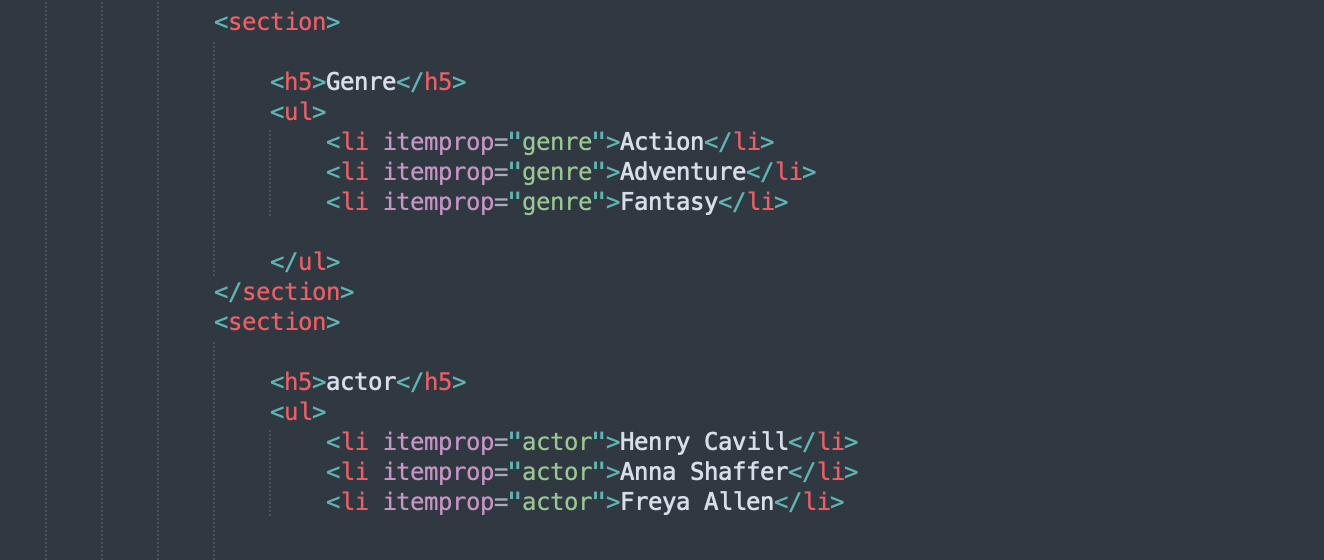 <section>
<h5>Genre</h5>
<ul>
<li itemprop="genre">Action</li>
<li itemprop="genre">Adventure</li>
<li itemprop="genre">Fantasy</li>
</ul>
</section>
<section>
<h5>actor</h5>
<ul>
<li itemprop="actor">Henry Cavill</li>
<li itemprop="actor">Anna Shaffer</li>
<li itemprop="actor">Freya Allen</li>